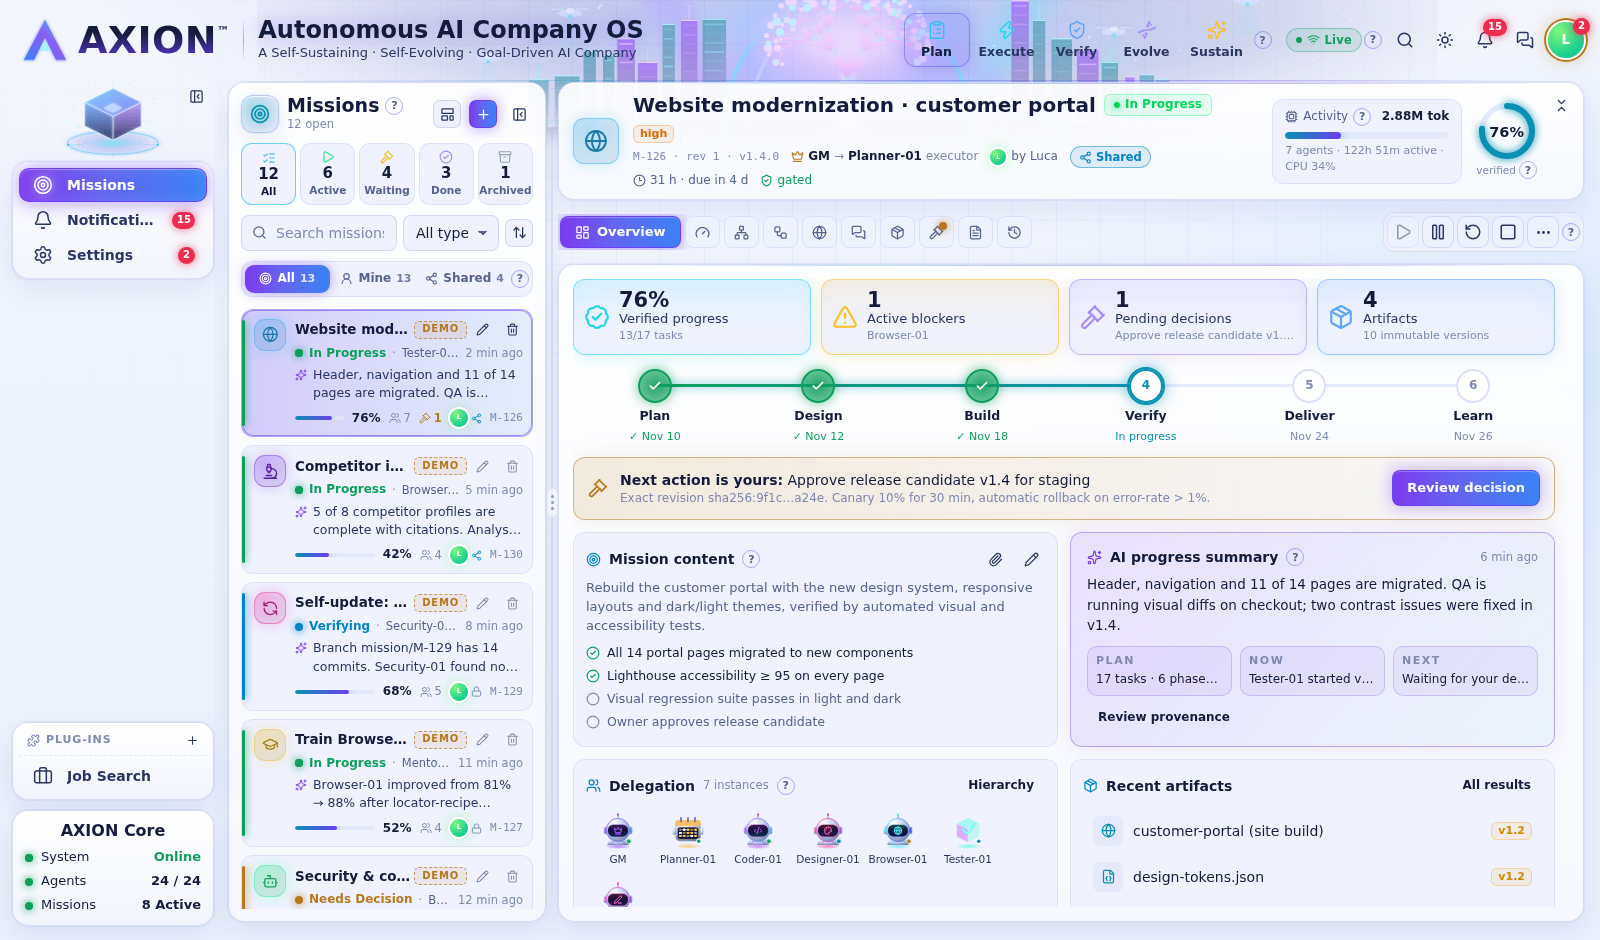 AXION™
Autonomous AI Company OS
A Self-Sustaining · Self-Evolving · Goal-Driven AI Company
Plan
Execute
Verify
Evolve
Sustain
?
Live
?
15
L
2
Missions
Notificati... 15
Settings 2
PLUG-INS +
Job Search
AXION Core
System Online
Agents 24 / 24
Missions 8 Active
Missions ?
12 open
+
12 All
6 Active
4 Waiting
3 Done
1 Archived
Search missions
All type
All 13
Mine 13
Shared 4
?
Website mod... DEMO
In Progress · Tester-0... 2 min ago
Header, navigation and 11 of 14
pages are migrated. QA is...
76% 7 1 L M-126
Competitor i... DEMO
In Progress · Browser... 5 min ago
5 of 8 competitor profiles are
complete with citations. Analys...
42% 4 L M-130
Self-update: ... DEMO
Verifying · Security-0... 8 min ago
Branch mission/M-129 has 14
commits. Security-01 found no...
68% 5 L M-129
Train Browse... DEMO
In Progress · Mento... 11 min ago
Browser-01 improved from 81%
→ 88% after locator-recipe...
52% 4 L M-127
Security & co... DEMO
Needs Decision · B... 12 min ago
Website modernization · customer portal In Progress
high
M-126 · rev 1 · v1.4.0 GM → Planner-01 executor L by Luca Shared
31 h · due in 4 d gated
Activity ? 2.88M tok
7 agents · 122h 51m active ·
CPU 34%
76%
verified ?
Overview
?
76%
Verified progress
13/17 tasks
1
Active blockers
Browser-01
1
Pending decisions
Approve release candidate v1....
4
Artifacts
10 immutable versions
Plan
✓ Nov 10
Design
✓ Nov 12
Build
✓ Nov 18
4
Verify
In progress
5
Deliver
Nov 24
6
Learn
Nov 26
Next action is yours: Approve release candidate v1.4 for staging
Exact revision sha256:9f1c...a24e. Canary 10% for 30 min, automatic rollback on error-rate > 1%.
Review decision
Mission content ?
Rebuild the customer portal with the new design system, responsive
layouts and dark/light themes, verified by automated visual and
accessibility tests.
All 14 portal pages migrated to new components
Lighthouse accessibility ≥ 95 on every page
Visual regression suite passes in light and dark
Owner approves release candidate
AI progress summary ? 6 min ago
Header, navigation and 11 of 14 pages are migrated. QA is
running visual diffs on checkout; two contrast issues were fixed in
v1.4.
PLAN
17 tasks · 6 phase...
NOW
Tester-01 started v...
NEXT
Waiting for your de...
Review provenance
Delegation 7 instances ? Hierarchy
GM
Planner-01
Coder-01
Designer-01
Browser-01
Tester-01
Recent artifacts All results
customer-portal (site build) v1.2
design-tokens.json v1.2